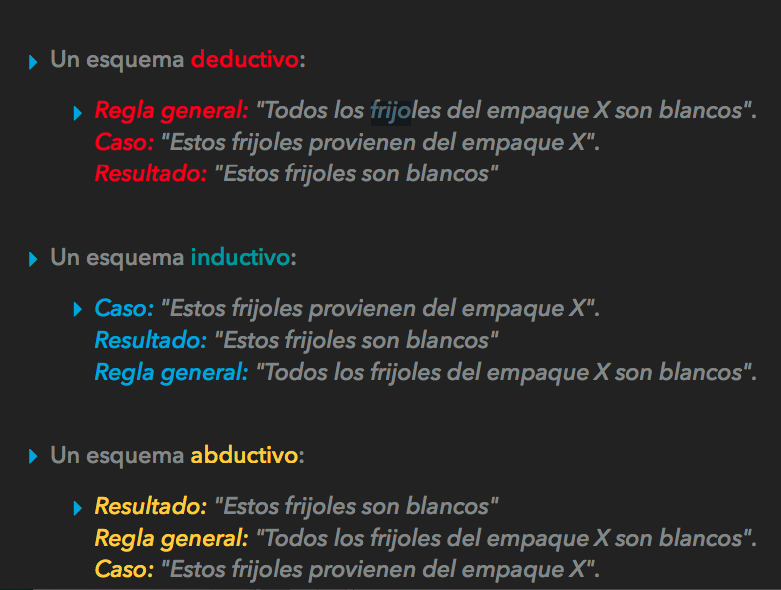 Un esquema deductivo:
Regla general: "Todos los frijoles del empaque X son blancos".
Caso: "Estos frijoles provienen del empaque X".
Resultado: "Estos frijoles son blancos"
Un esquema inductivo:
Caso: "Estos frijoles provienen del empaque X".
Resultado: "Estos frijoles son blancos"
Regla general: "Todos los frijoles del empaque X son blancos".
Un esquema abductivo:
Resultado: "Estos frijoles son blancos"
Regla general: "Todos los frijoles del empaque X son blancos".
Caso: "Estos frijoles provienen del empaque X".